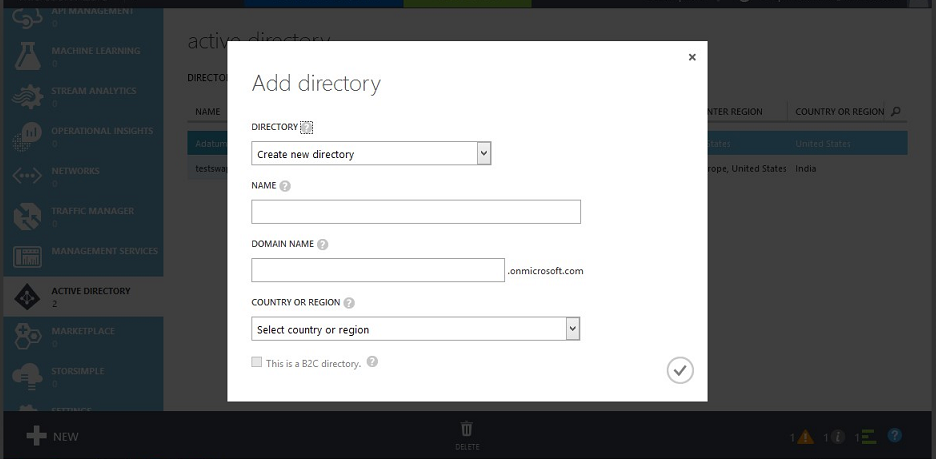 API MANAGEMENT
0
MACHINE LEARNING
0
STREAM ANALYTICS
0
OPERATIONAL INSIGHTS
0
NETWORKS
0
TRAFFIC MANAGER
0
MANAGEMENT SERVICES
0
ACTIVE DIRECTORY
2
MARKETPLACE
0
STORSIMPLE
0
SETTINGS
active directory
DIRECTO
NAME
NTER REGION
COUNTRY OR REGION
Adatum
States
United States
testswa
rope, United States
India
Add directory
×
DIRECTORY ?
Create new directory
NAME ?
DOMAIN NAME ?
.onmicrosoft.com
COUNTRY OR REGION ?
Select country or region
This is a B2C directory. ?
+ NEW
DELETE
1 ! 1 i 1 ?